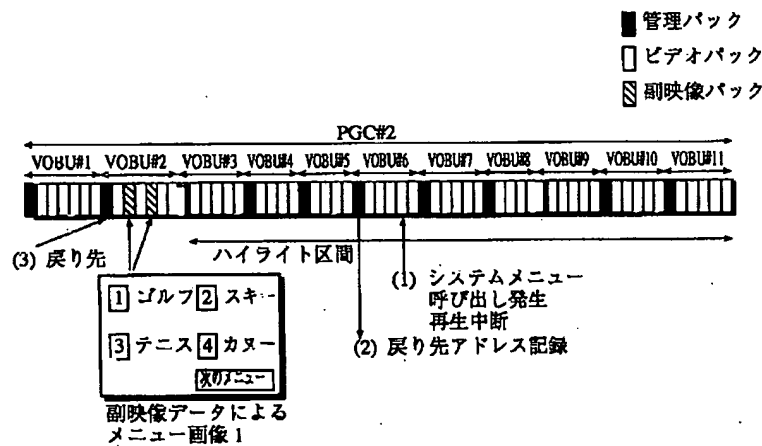 管理パック
ビデオパック
副映像パック
PGC#2
VOBU#1 VOBU#2 VOBU#3 VOBU#4 VOBU#5 VOBU#6 VOBU#7 VOBU#8 VOBU#9 VOBU#10 VOBU#11
(3) 戻り先
ハイライト区間
(1) システムメニュー
呼び出し発生
再生中断
(2) 戻り先アドレス記録
1 ゴルフ 2 スキー
3 テニス 4 カヌー
次のメニュー
副映像データによる
メニュー画像 1